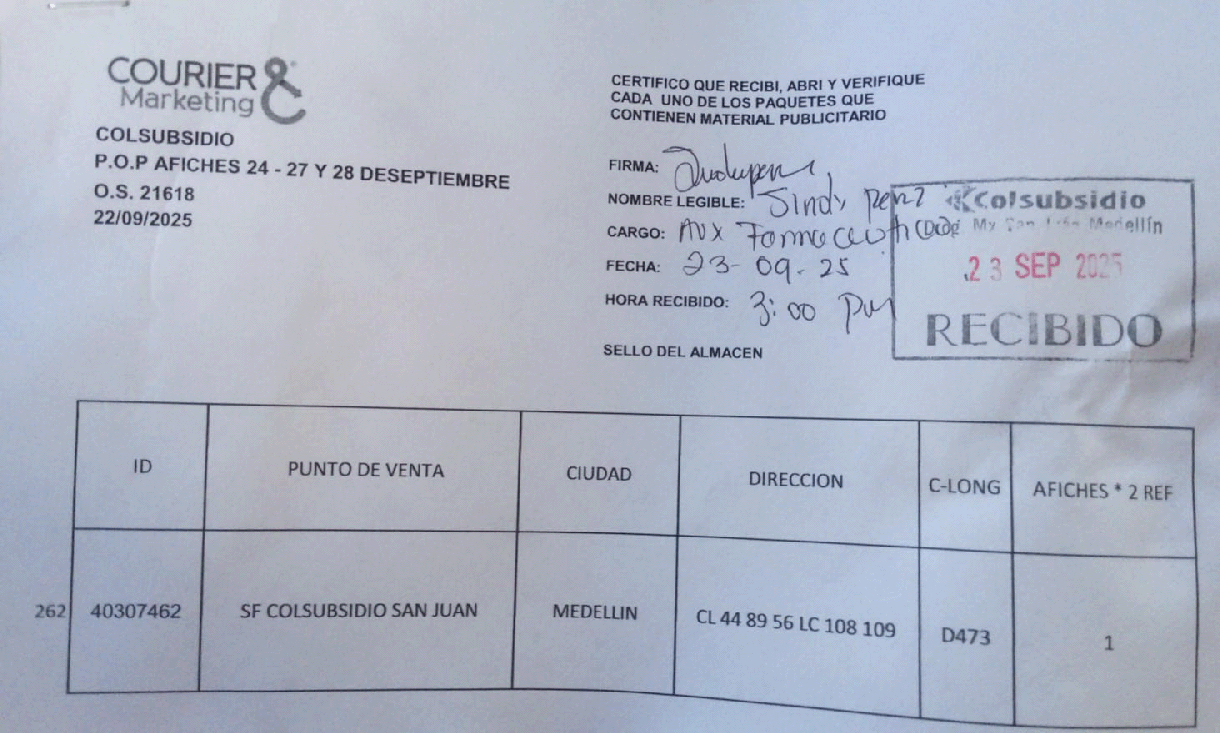 COURIER &
Marketing
COLSUBSIDIO
P.O.P AFICHES 24 - 27 Y 28 DESEPTIEMBRE
O.S. 21618
22/09/2025
CERTIFICO QUE RECIBI, ABRI Y VERIFIQUE
CADA UNO DE LOS PAQUETES QUE
CONTIENEN MATERIAL PUBLICITARIO
FIRMA:
NOMBRE LEGIBLE: Sindy
CARGO: Aux
FECHA: 23-09-25
HORA RECIBIDO: 3:00 PM
SELLO DEL ALMACEN
Colsubsidio
Medellín
23 SEP 2025
RECIBIDO
ID PUNTO DE VENTA CIUDAD DIRECCION C-LONG AFICHES * 2 REF
262 40307462 SF COLSUBSIDIO SAN JUAN MEDELLIN CL 44 89 56 LC 108 109 D473 1